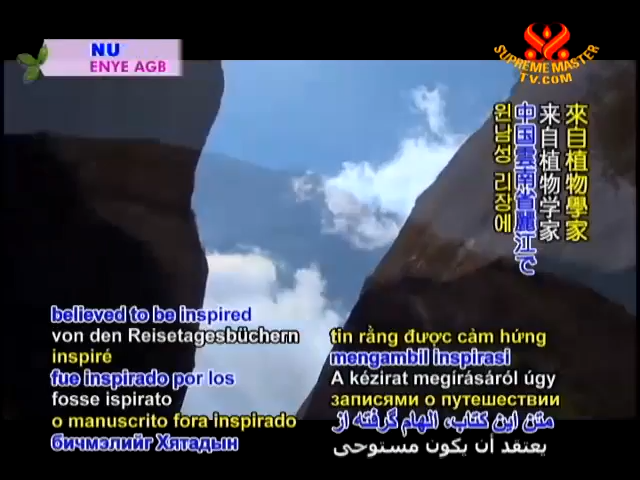 NU
ENYE AGB
SUPREME MASTER
TV.COM
來自植物學家
来自植物学家
中国雲南省麗江で
윈난성 리장에
believed to be inspired
von den Reisetagesbüchern
inspiré
fue inspirado por los
fosse ispirato
o manuscrito fora inspirado
бичмэлийг Хятадын
tin rằng được cảm hứng
mengambil inspirasi
A kézirat megírásáról úgy
записями о путешествии
متن این کتاب، الهام گرفته از
يعتقد أن يكون مستوحى